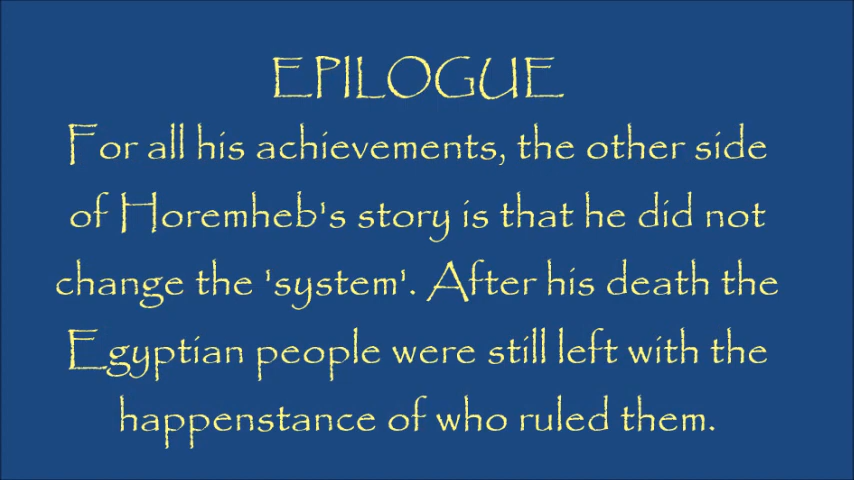 EPILOGUE
For all his achievements, the other side
of Horemheb's story is that he did not
change the 'system'. After his death the
Egyptian people were still left with the
happenstance of who ruled them.